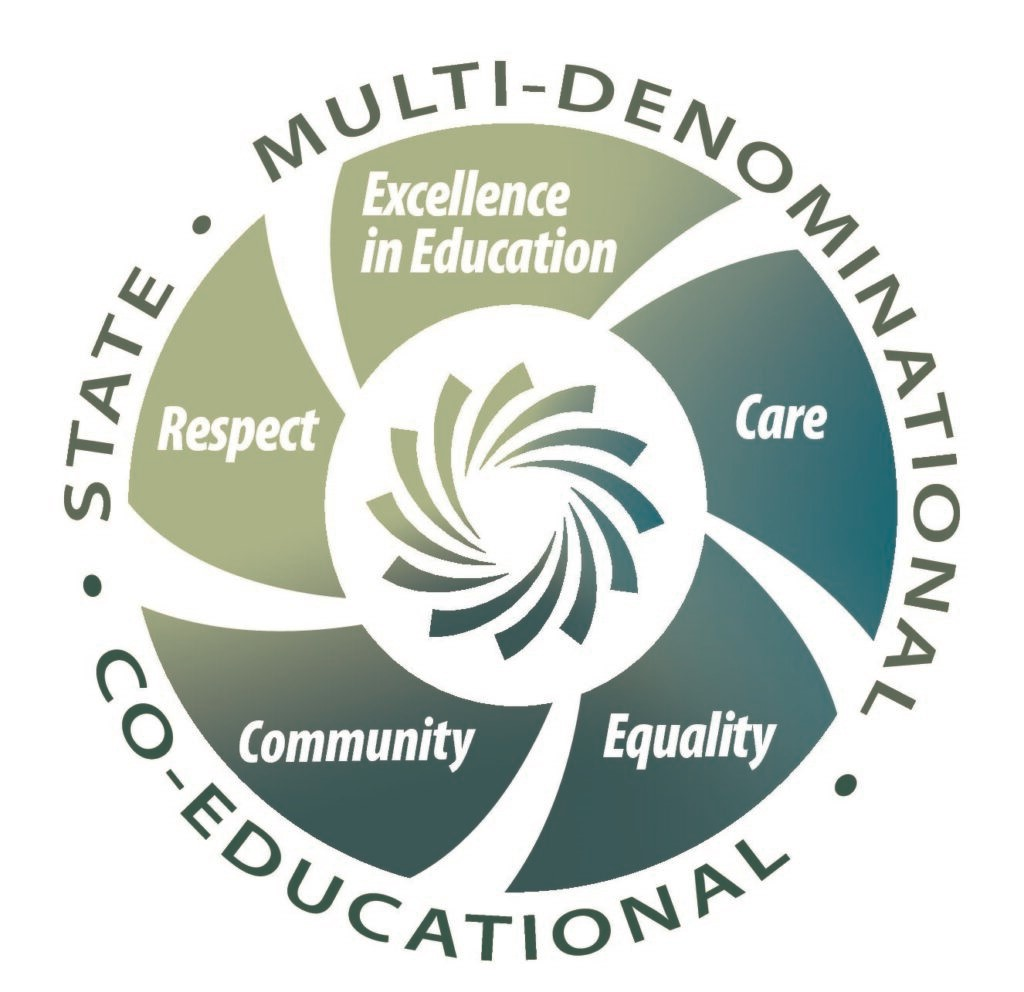 STATE • MULTI-DENOMINATIONAL • CO-EDUCATIONAL •
Excellence
in Education
Care
Equality
Community
Respect